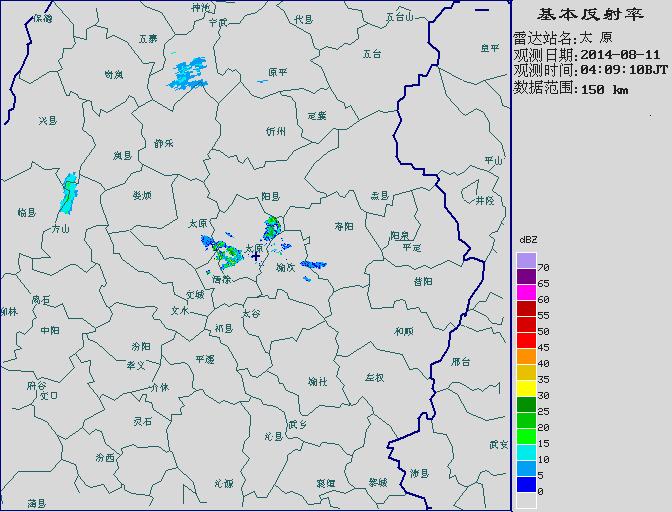 基本反射率
雷达站名:太 原
观测日期:2014-08-11
观测时间:04:09:10BJT
数据范围:150 km
dBZ
70
65
60
55
50
45
40
35
30
25
20
15
10
5
0
神池
保德
宁武
代县
五台山
五寨
阜平
五台
岢岚
原平
兴县
定襄
忻州
静乐
岚县
平山
娄烦
阳县
盂县
井陉
临县
方山
太原
寿阳
阳泉
太原
平定
榆次
清徐
昔阳
文城
离石
柳林
文水
太谷
中阳
祁县
和顺
汾阳
平遥
孝义
邢台
榆社
左权
介休
隰谷
交口
灵石
武乡
沁县
武安
汾西
沁源
襄垣
黎城
涉县
蒲县